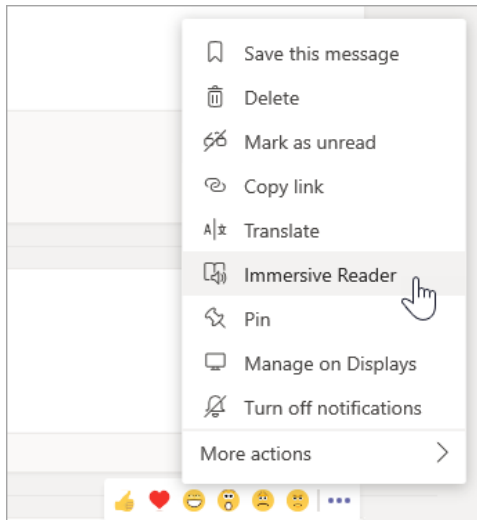 Save this message
Delete
Mark as unread
Copy link
Translate
Immersive Reader
Pin
Manage on Displays
Turn off notifications
More actions